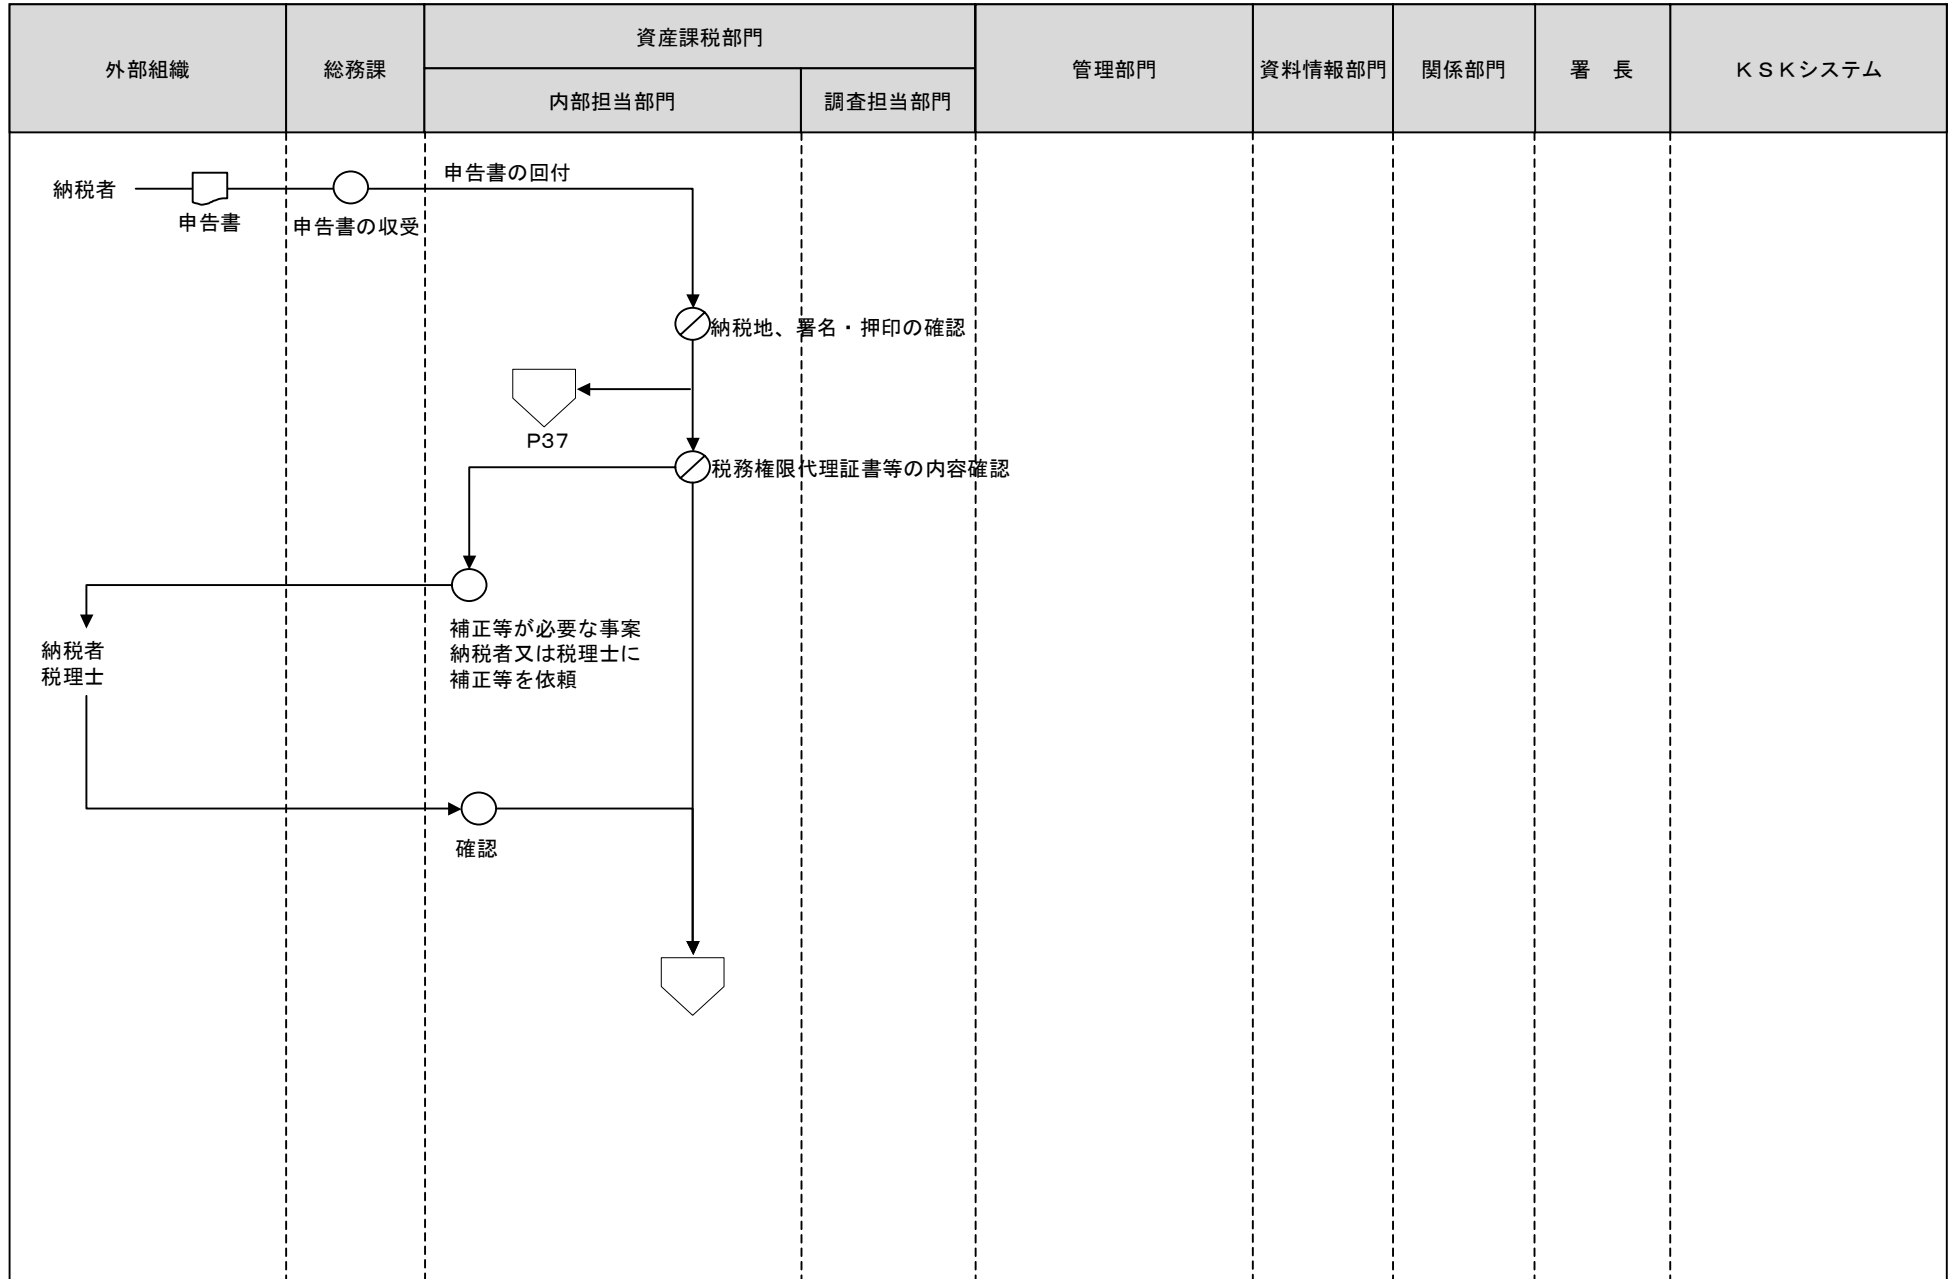 外部組織
総務課
資産課税部門
内部担当部門
調査担当部門
管理部門
資料情報部門
関係部門
署　長
ＫＳＫシステム
納税者
申告書
申告書の収受
申告書の回付
納税地、署名・押印の確認
P37
税務権限代理証書等の内容確認
補正等が必要な事案
納税者又は税理士に
補正等を依頼
納税者
税理士
確認